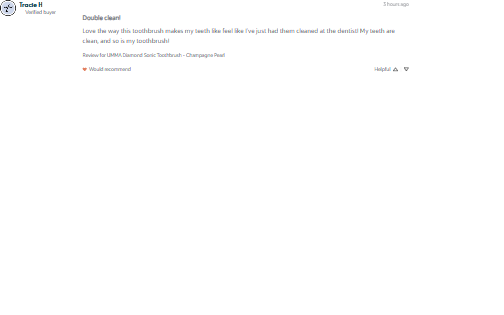 Tracie H
3 hours ago
Verified Buyer
Double clean!
Love the way this toothbrush makes my teeth like feel like I've just had them cleaned at the dentist! My teeth are
clean, and so is my toothbrush!
Review for UMMA Diamond Sonic Toothbrush - Champagne Pearl
Would recommend
Helpful